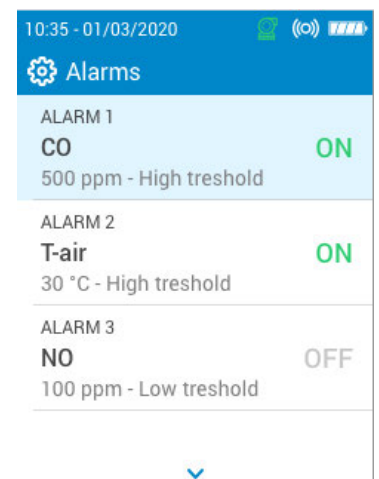 10:35 - 01/03/2020
Alarms
ALARM 1
CO
ON
500 ppm - High treshold
ALARM 2
T-air
ON
30 °C - High treshold
ALARM 3
NO
OFF
100 ppm - Low treshold